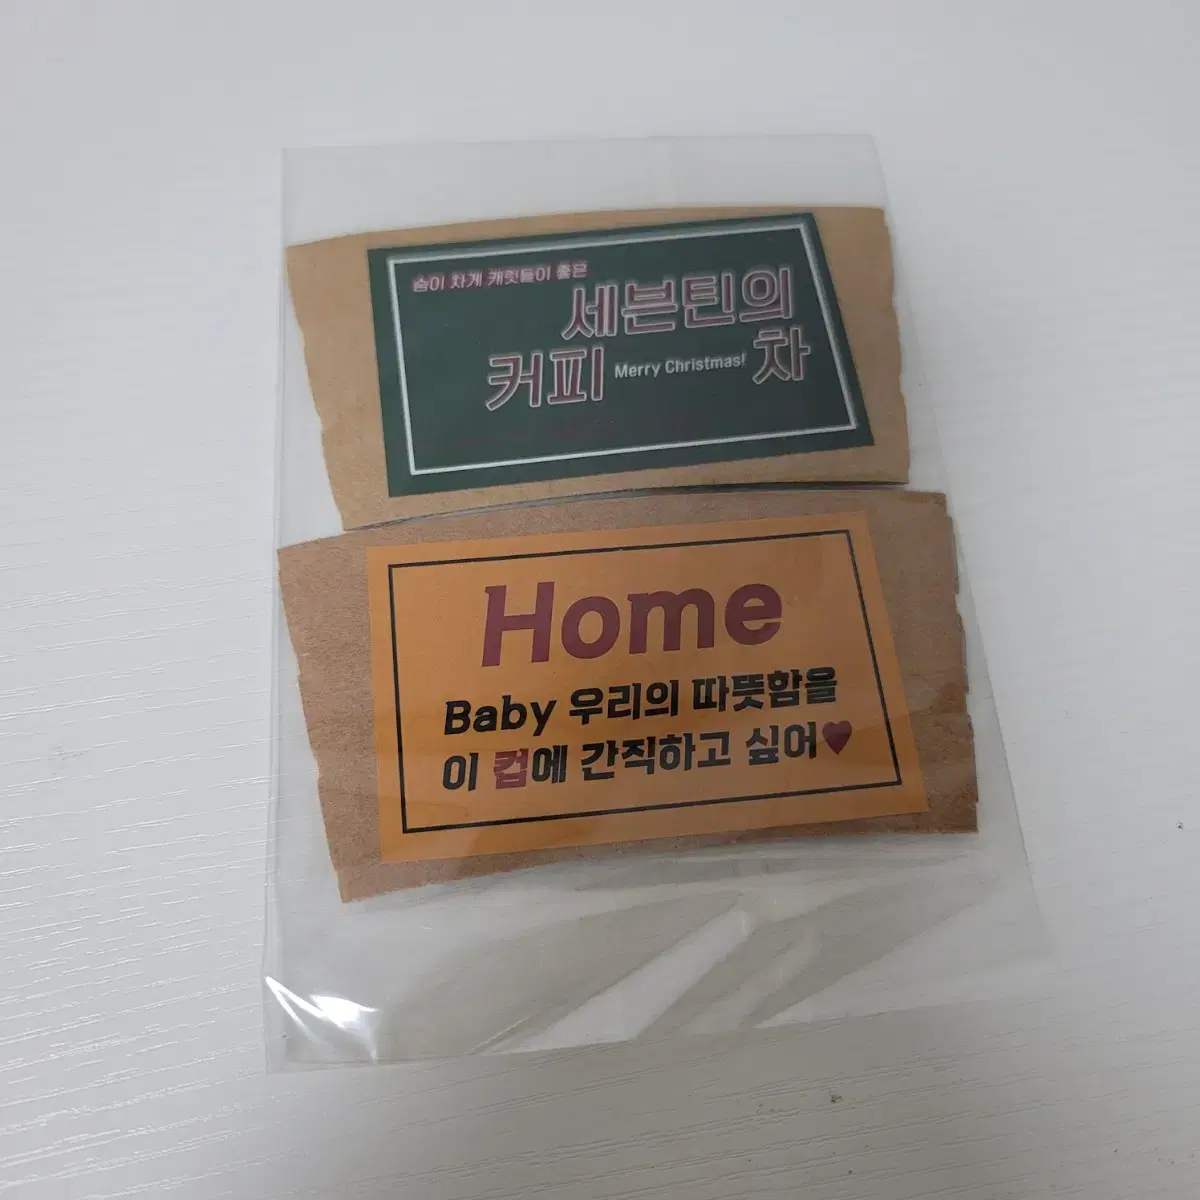 숨이 차게 캐럿들이 좋은
세븐틴의
커피 Merry Christmas! 차
Home
Baby 우리의 따뜻함을
이 컵에 간직하고 싶어♥